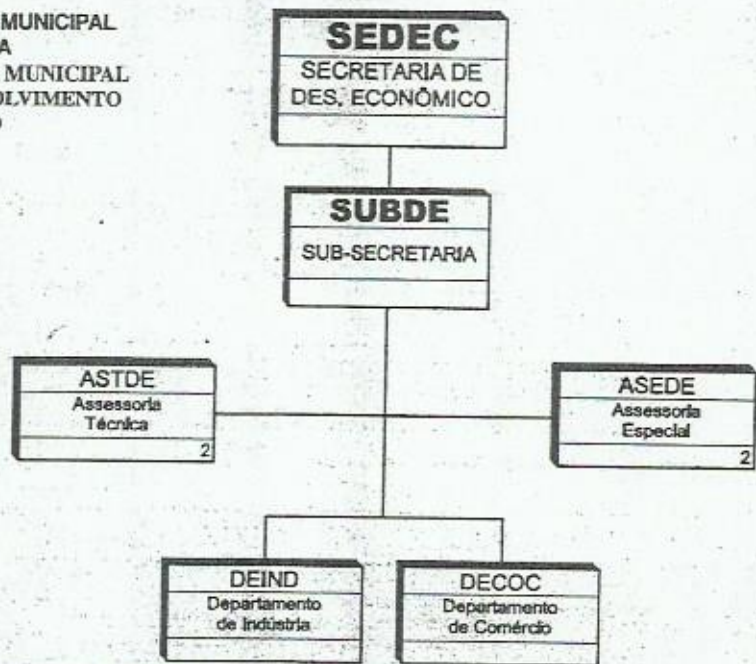 MUNICIPAL
A
MUNICIPAL
OLVIMENTO
O
SEDEC
SECRETARIA DE
DES. ECONÔMICO
SUBDE
SUB-SECRETARIA
ASTDE
Assessoria
Técnica
2
ASEDE
Assessoria
Especial
2
DEIND
Departamento
de Indústria
DECOC
Departamento
de Comércio